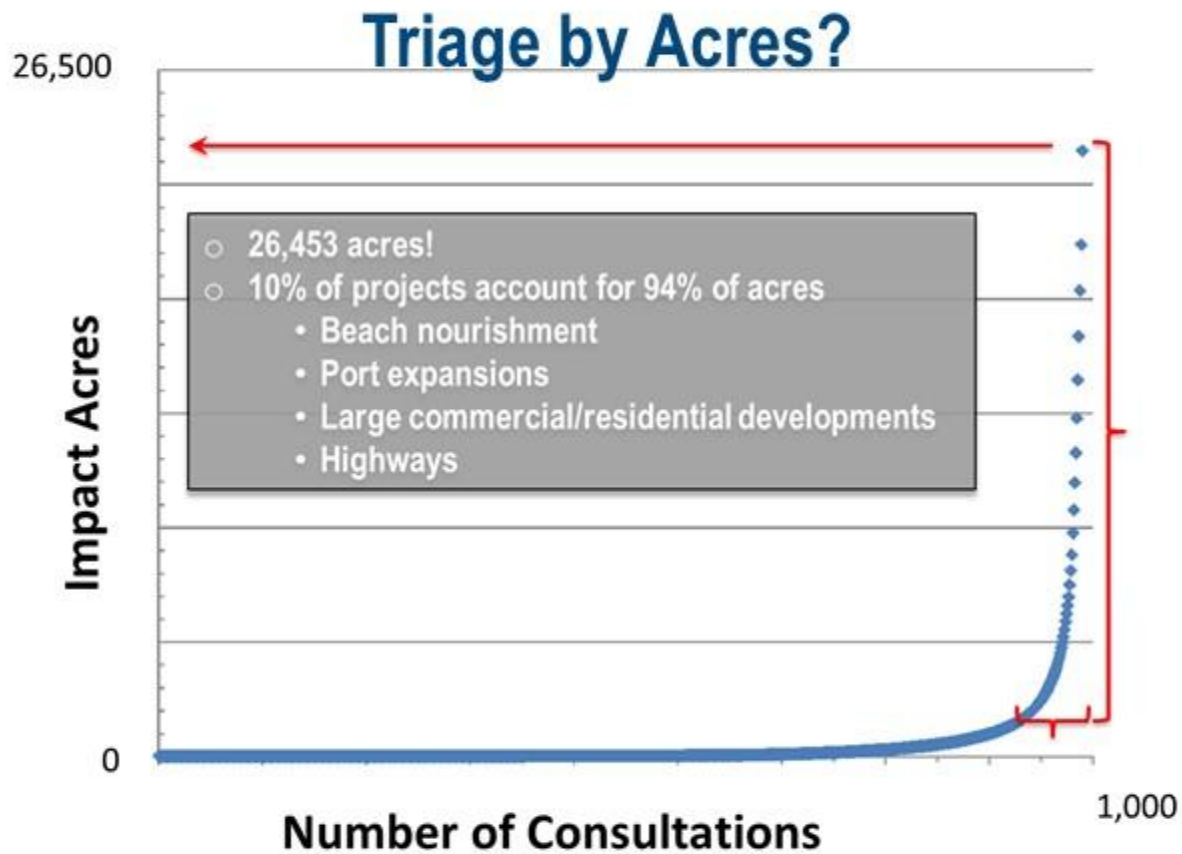 Triage by Acres?
26,500
○ 26,453 acres!
○ 10% of projects account for 94% of acres
• Beach nourishment
• Port expansions
• Large commercial/residential developments
• Highways
Impact Acres
0
1,000
Number of Consultations